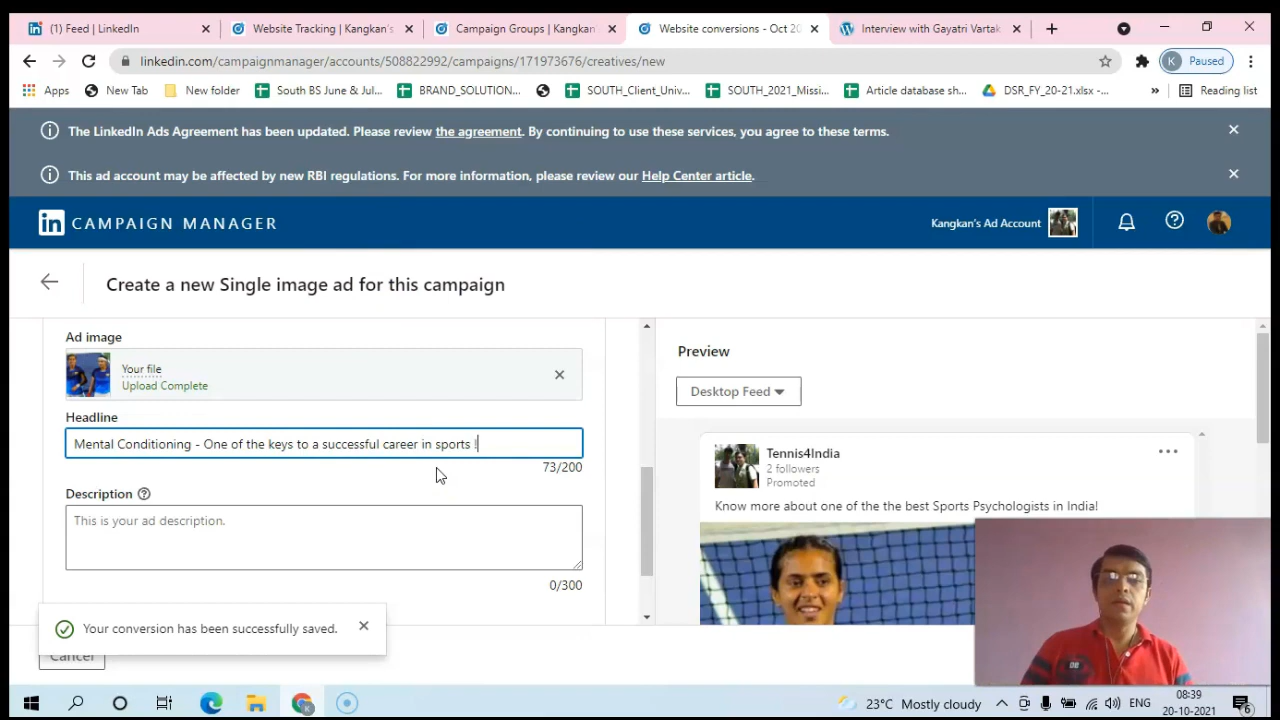 (1) Feed | LinkedIn
Website Tracking | Kangkan's
Campaign Groups | Kangkan
Website conversions - Oct 20
Interview with Gayatri Vartak
linkedin.com/campaignmanager/accounts/508822992/campaigns/171973676/creatives/new
K Paused
Apps
New Tab
New folder
South BS June & Jul...
BRAND_SOLUTION...
SOUTH_Client_Univ...
SOUTH_2021_Missi...
Article database sh...
DSR_FY_20-21.xlsx -...
»
Reading list
The LinkedIn Ads Agreement has been updated. Please review the agreement. By continuing to use these services, you agree to these terms.
This ad account may be affected by new RBI regulations. For more information, please review our Help Center article.
in CAMPAIGN MANAGER
Kangkan's Ad Account
Create a new Single image ad for this campaign
Ad image
Your file
Upload Complete
Headline
Mental Conditioning - One of the keys to a successful career in sports !
73/200
Description
This is your ad description.
0/300
Your conversion has been successfully saved.
Cancel
Preview
Desktop Feed
Tennis4India
2 followers
Promoted
Know more about one of the the best Sports Psychologists in India!
23°C Mostly cloudy
ENG
08:39
20-10-2021
6